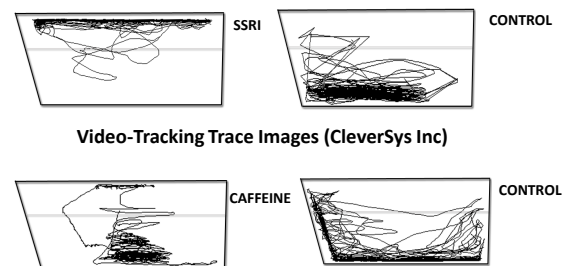 SSRI
CONTROL
Video-Tracking Trace Images (CleverSys Inc)
CAFFEINE
CONTROL